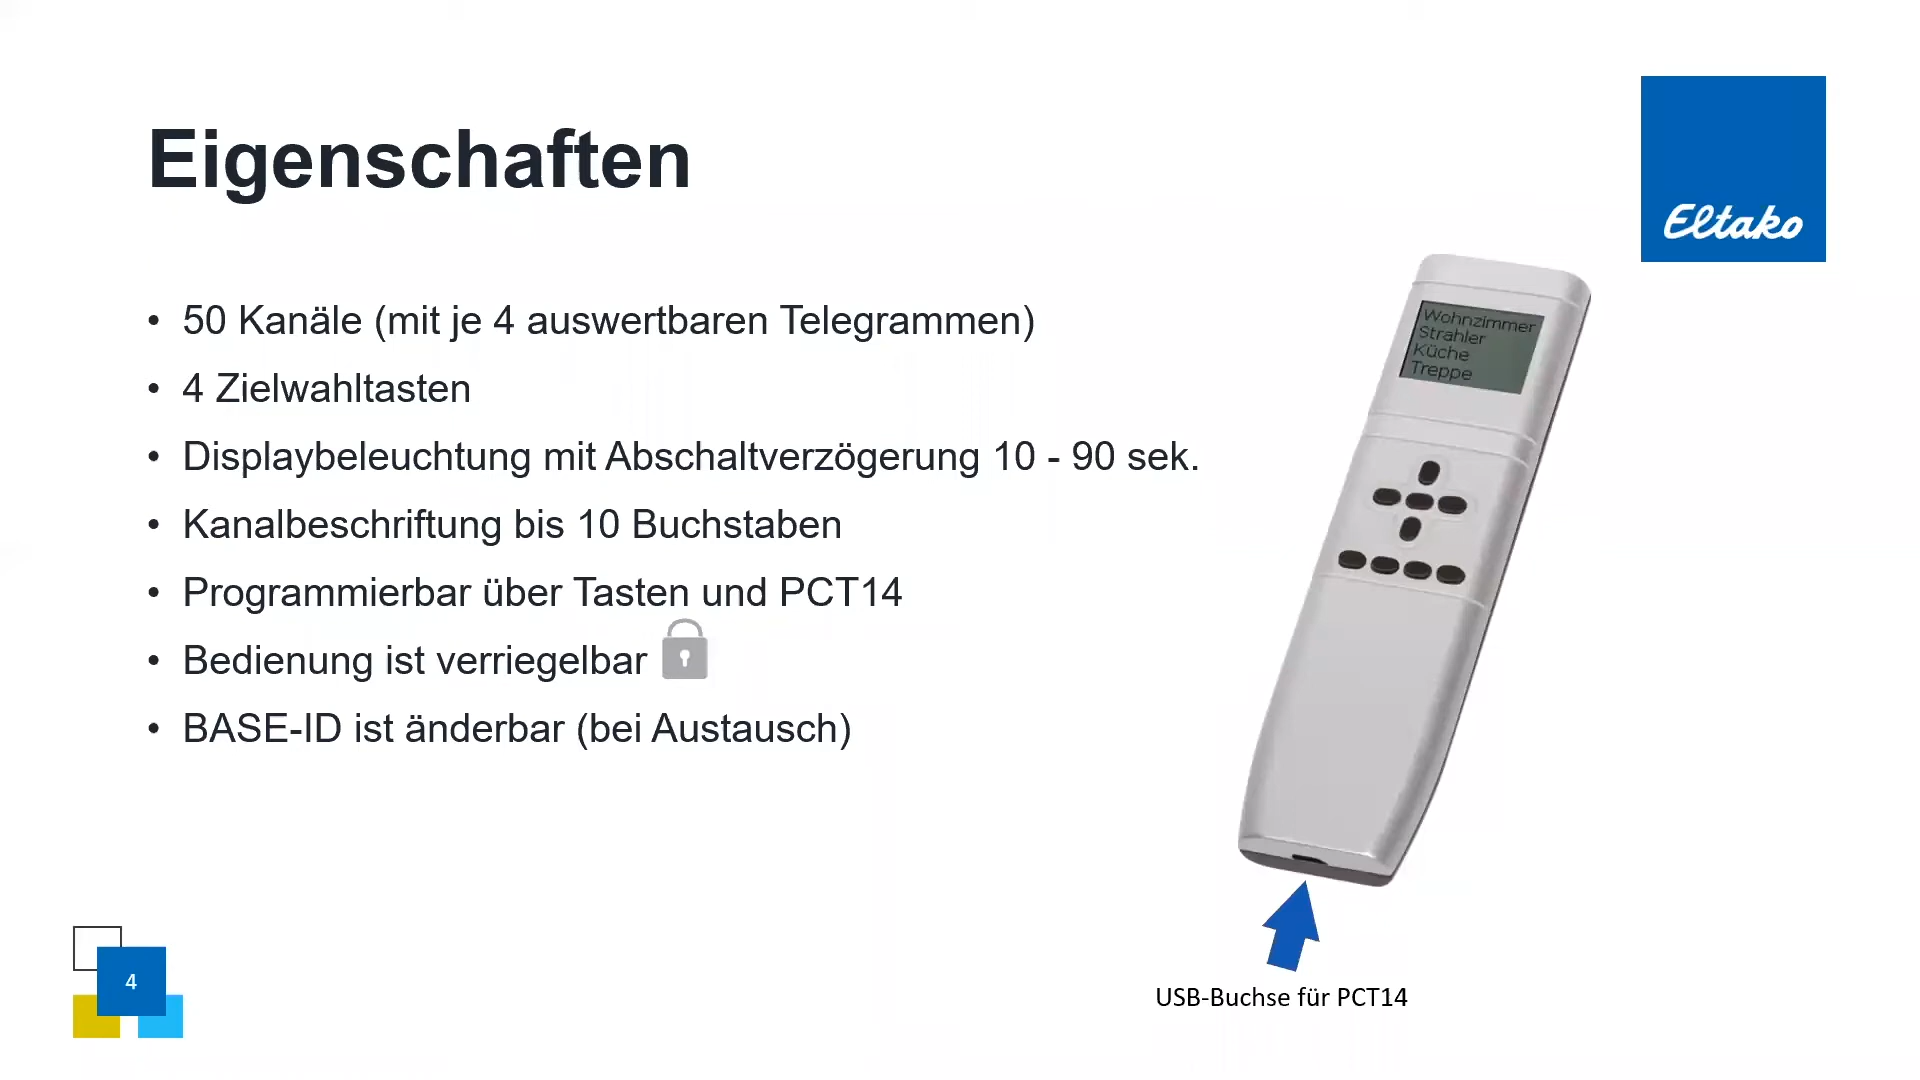 Eigenschaften
Eltako
• 50 Kanäle (mit je 4 auswertbaren Telegrammen)
• 4 Zielwahltasten
• Displaybeleuchtung mit Abschaltverzögerung 10 - 90 sek.
• Kanalbeschriftung bis 10 Buchstaben
• Programmierbar über Tasten und PCT14
• Bedienung ist verriegelbar
• BASE-ID ist änderbar (bei Austausch)
Wohnzimmer
Strahler
Küche
Treppe
4
USB-Buchse für PCT14